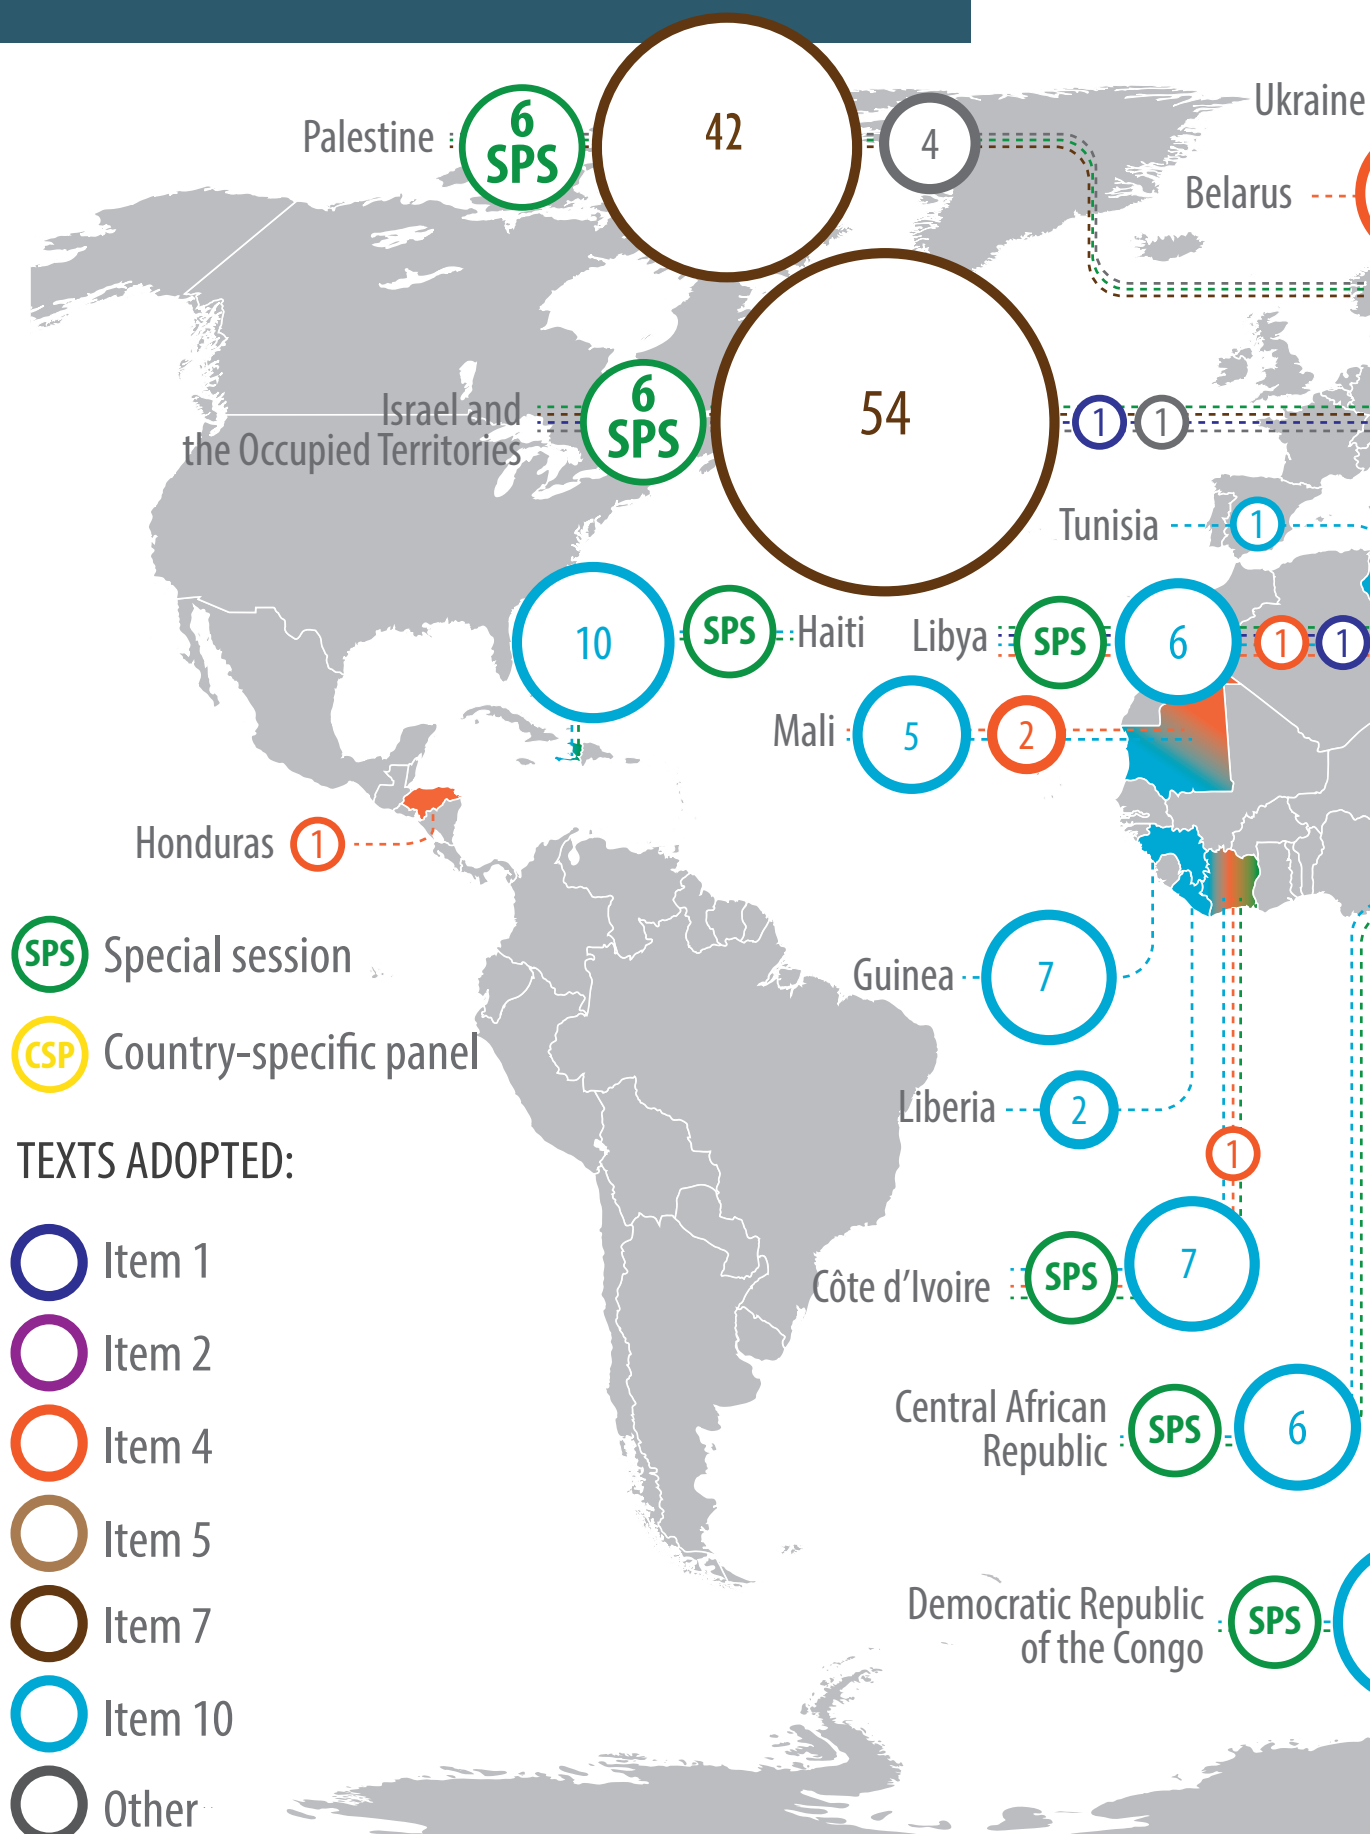 Palestine
6
SPS
42
4
Ukraine
Belarus
Israel and
the Occupied Territories
6
SPS
54
1
1
Tunisia
1
10
SPS
Haiti
Libya
SPS
6
1
1
Mali
5
2
Honduras
1
SPS
Special session
CSP
Country-specific panel
Guinea
7
Liberia
2
1
Côte d'Ivoire
SPS
7
Central African
Republic
SPS
6
Democratic Republic
of the Congo
SPS
TEXTS ADOPTED:
Item 1
Item 2
Item 4
Item 5
Item 7
Item 10
Other